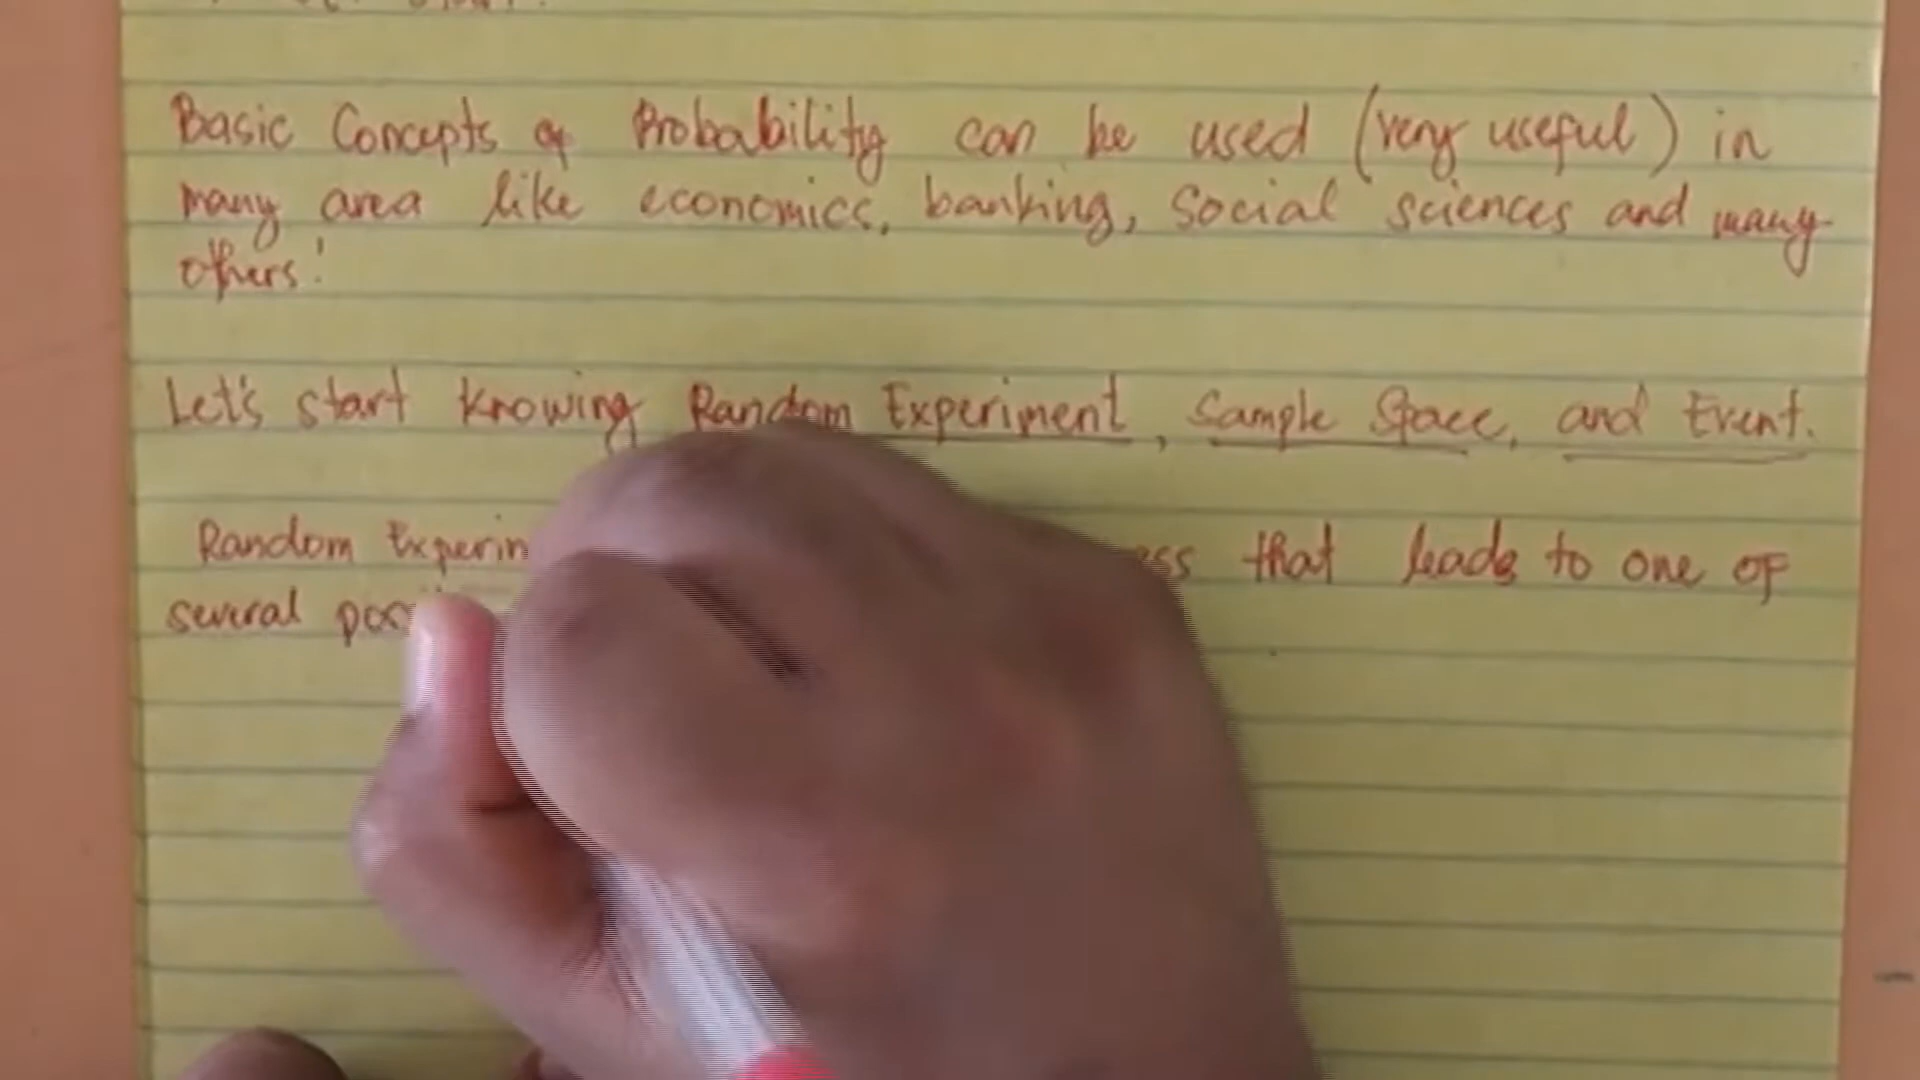 Basic Concepts of Probability can be used (very useful) in
many area like economics, banking, social sciences and many
others!
Let's start knowing Random Experiment, Sample Space, and Event.
Random that leads to one of
several